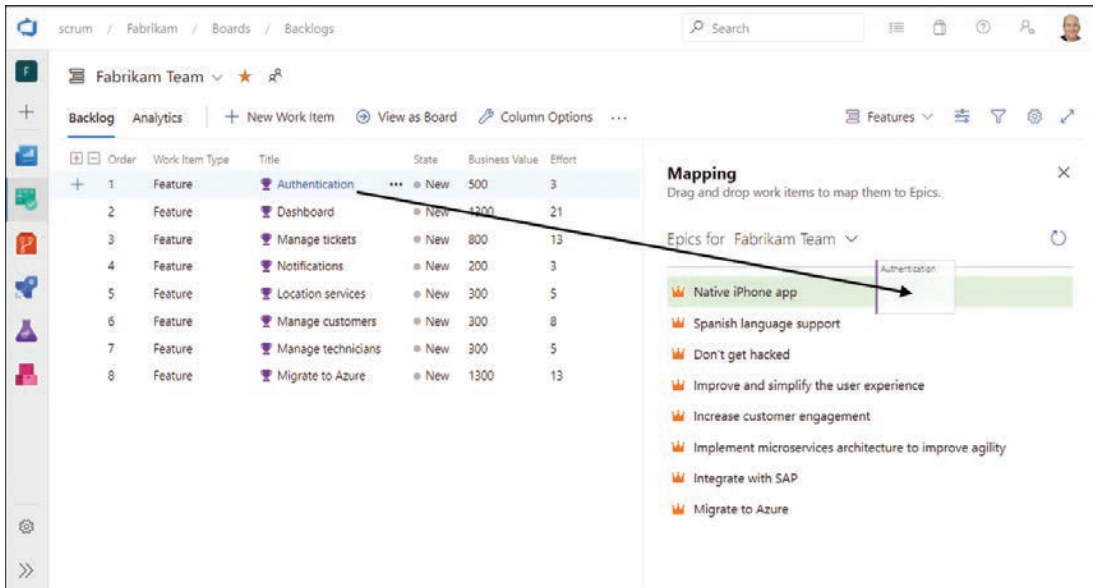 scrum / Fabrikam / Boards / Backlogs
Search
F
Fabrikam Team
Backlog Analytics + New Work Item View as Board Column Options ...
Features
Order Work Item Type Title State Business Value Effort
1 Feature Authentication ... New 500 3
2 Feature Dashboard New 1300 21
3 Feature Manage tickets New 800 13
4 Feature Notifications New 200 3
5 Feature Location services New 300 5
6 Feature Manage customers New 300 8
7 Feature Manage technicians New 300 5
8 Feature Migrate to Azure New 1300 13
Mapping
Drag and drop work items to map them to Epics.
Epics for Fabrikam Team
Authentication
Native iPhone app
Spanish language support
Don't get hacked
Improve and simplify the user experience
Increase customer engagement
Implement microservices architecture to improve agility
Integrate with SAP
Migrate to Azure